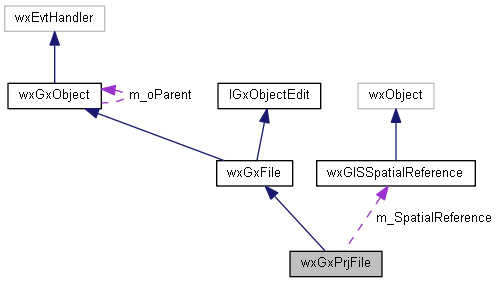 wxEvtHandler
wxGxObject
m_oParent
IGxObjectEdit
wxObject
wxGxFile
wxGISSpatialReference
m_SpatialReference
wxGxPrjFile